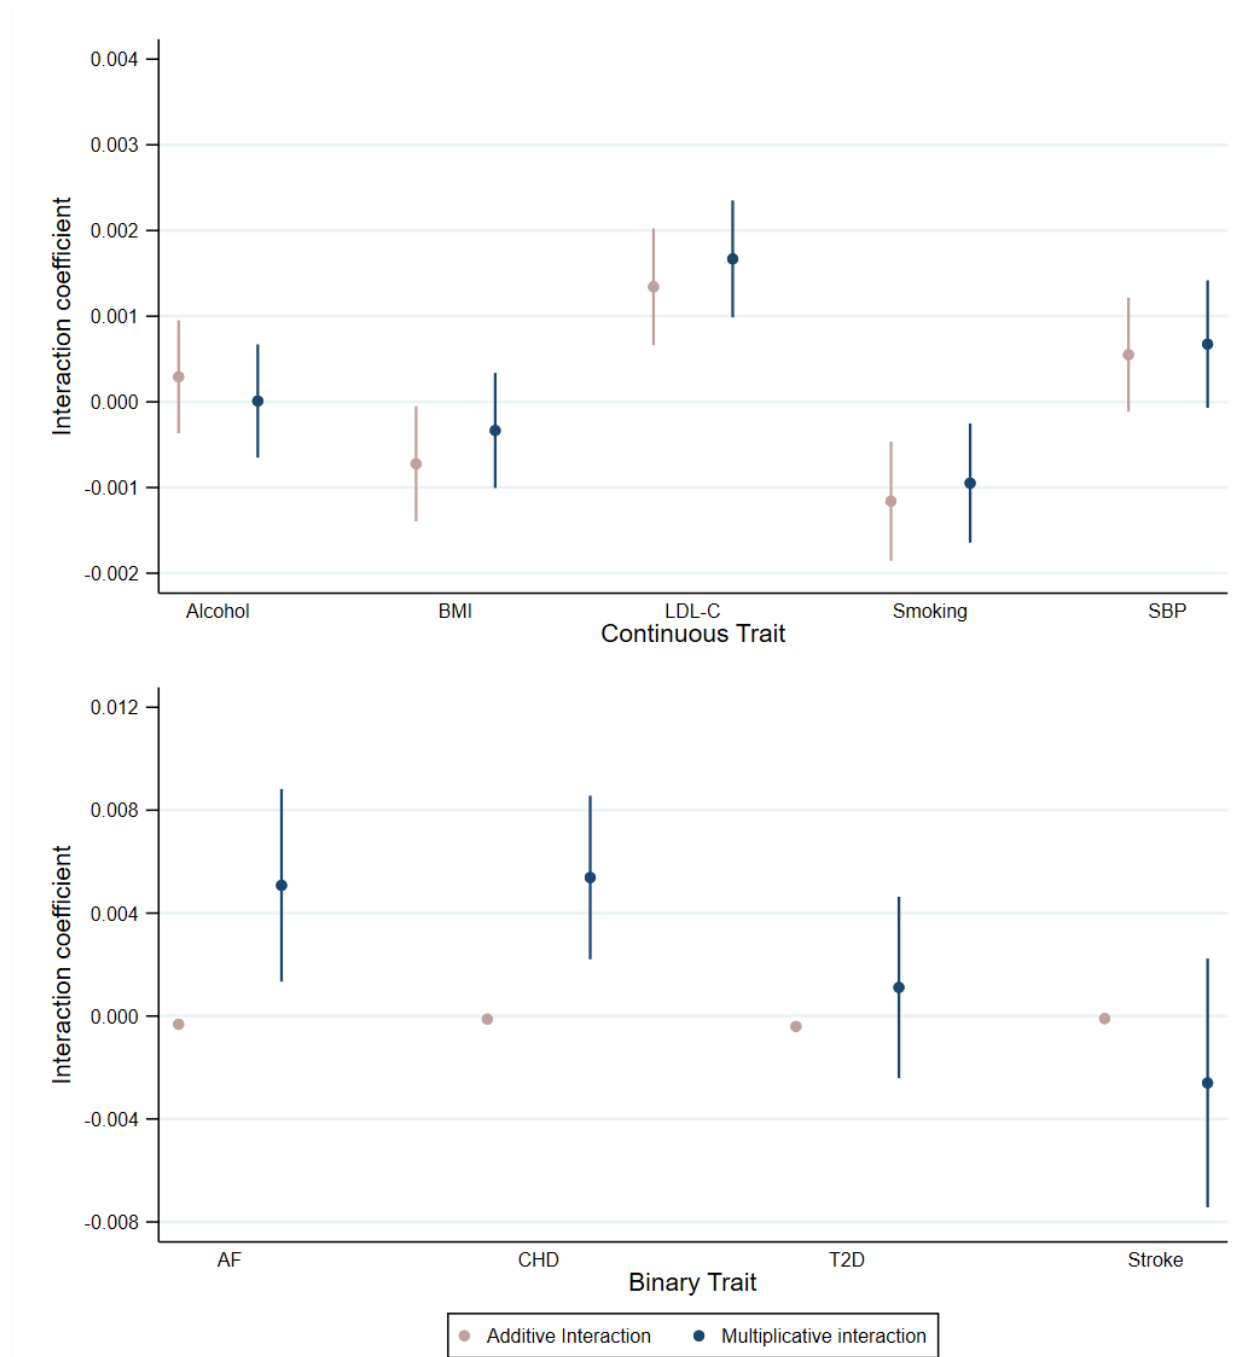 0.004
0.003
0.002
0.001
0.000
-0.001
-0.002
Interaction coefficient
Alcohol BMI LDL-C Smoking SBP
Continuous Trait
0.012
0.008
0.004
0.000
-0.004
-0.008
Interaction coefficient
AF CHD T2D Stroke
Binary Trait
Additive Interaction Multiplicative interaction